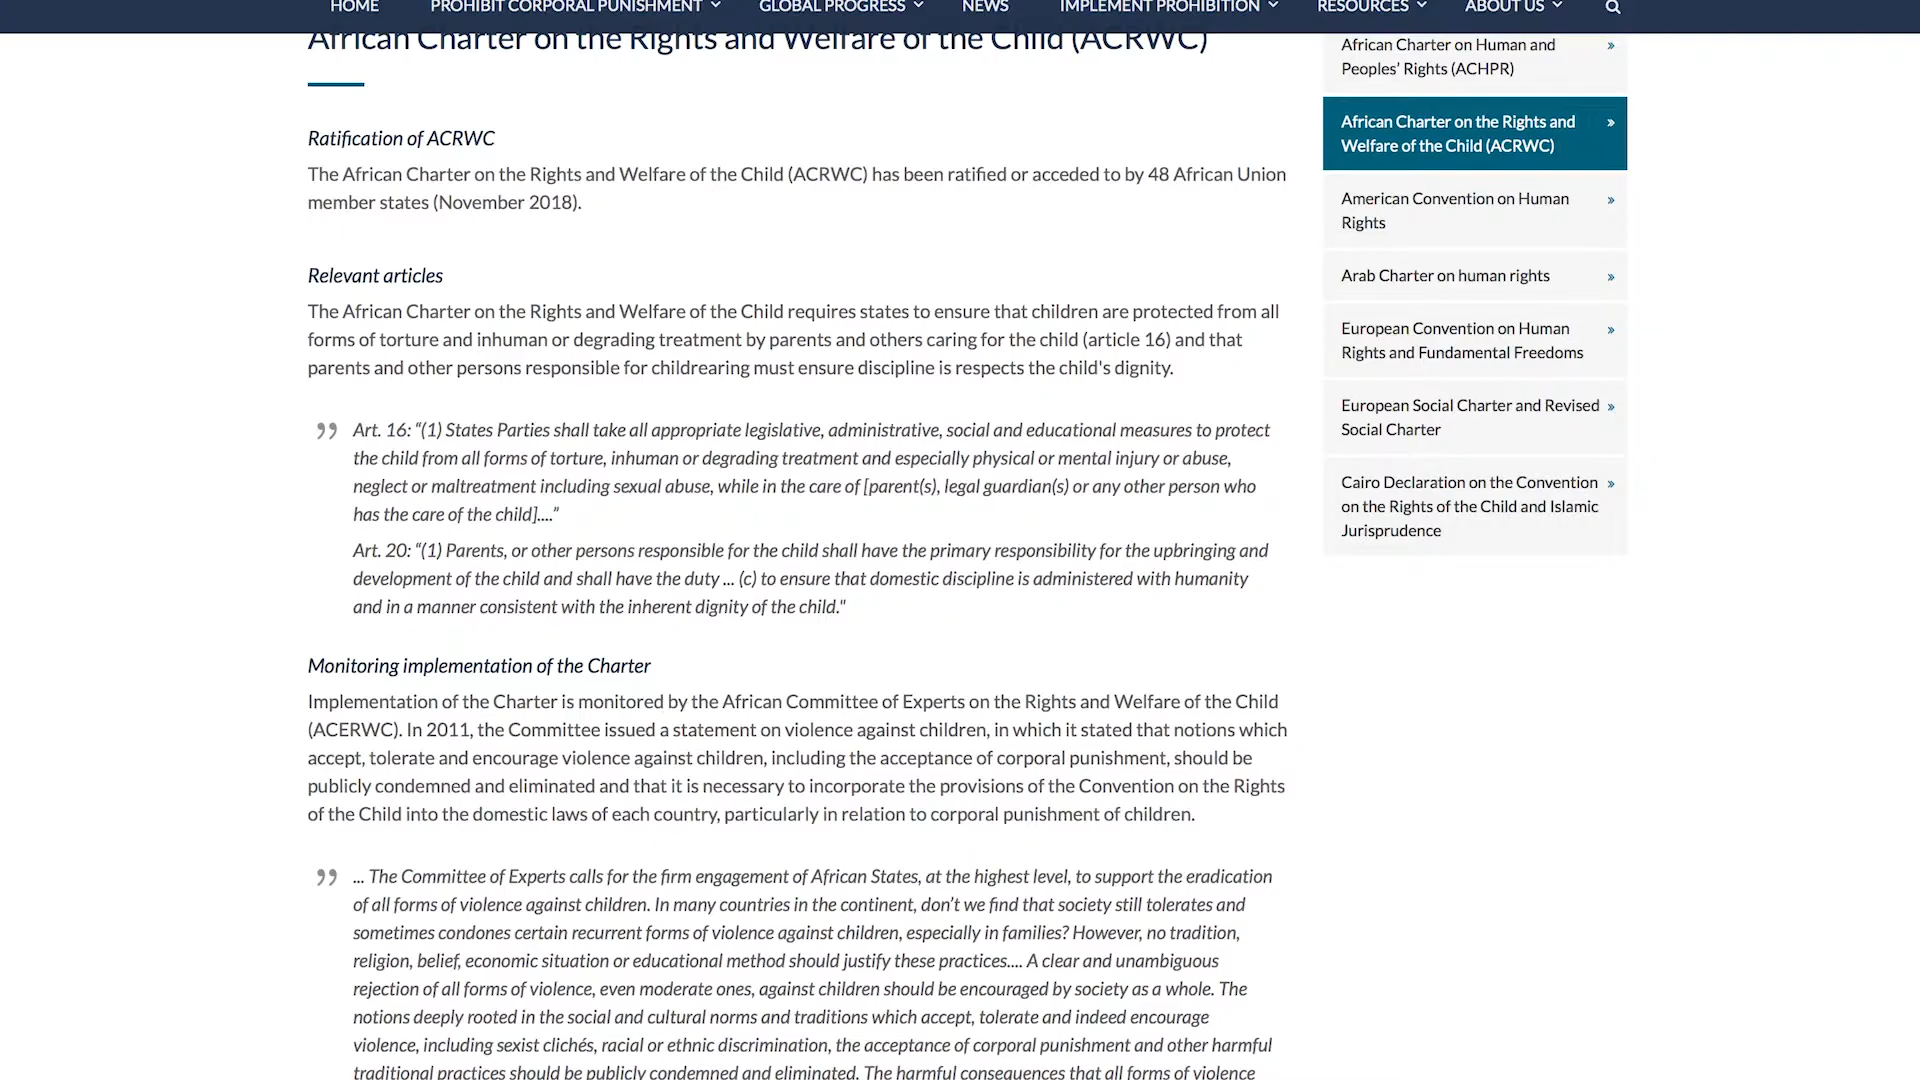 HOME PROHIBIT CORPORAL PUNISHMENT GLOBAL PROGRESS NEWS IMPLEMENT PROHIBITION RESOURCES ABOUT US
African Charter on the Rights and Welfare of the Child (ACRWC)
Ratification of ACRWC
The African Charter on the Rights and Welfare of the Child (ACRWC) has been ratified or acceded to by 48 African Union
member states (November 2018).
Relevant articles
The African Charter on the Rights and Welfare of the Child requires states to ensure that children are protected from all
forms of torture and inhuman or degrading treatment by parents and others caring for the child (article 16) and that
parents and other persons responsible for childrearing must ensure discipline is respects the child's dignity.
Art. 16: “(1) States Parties shall take all appropriate legislative, administrative, social and educational measures to protect
the child from all forms of torture, inhuman or degrading treatment and especially physical or mental injury or abuse,
neglect or maltreatment including sexual abuse, while in the care of [parent(s), legal guardian(s) or any other person who
has the care of the child]....”
Art. 20: “(1) Parents, or other persons responsible for the child shall have the primary responsibility for the upbringing and
development of the child and shall have the duty ... (c) to ensure that domestic discipline is administered with humanity
and in a manner consistent with the inherent dignity of the child."
Monitoring implementation of the Charter
Implementation of the Charter is monitored by the African Committee of Experts on the Rights and Welfare of the Child
(ACERWC). In 2011, the Committee issued a statement on violence against children, in which it stated that notions which
accept, tolerate and encourage violence against children, including the acceptance of corporal punishment, should be
publicly condemned and eliminated and that it is necessary to incorporate the provisions of the Convention on the Rights
of the Child into the domestic laws of each country, particularly in relation to corporal punishment of children.
... The Committee of Experts calls for the firm engagement of African States, at the highest level, to support the eradication
of all forms of violence against children. In many countries in the continent, don’t we find that society still tolerates and
sometimes condones certain recurrent forms of violence against children, especially in families? However, no tradition,
religion, belief, economic situation or educational method should justify these practices.... A clear and unambiguous
rejection of all forms of violence, even moderate ones, against children should be encouraged by society as a whole. The
notions deeply rooted in the social and cultural norms and traditions which accept, tolerate and indeed encourage
violence, including sexist clichés, racial or ethnic discrimination, the acceptance of corporal punishment and other harmful
traditional practices should be publicly condemned and eliminated. The harmful consequences that all forms of violence
African Charter on Human and
Peoples’ Rights (ACHPR)
African Charter on the Rights and
Welfare of the Child (ACRWC)
American Convention on Human
Rights
Arab Charter on human rights
European Convention on Human
Rights and Fundamental Freedoms
European Social Charter and Revised
Social Charter
Cairo Declaration on the Convention
on the Rights of the Child and Islamic
Jurisprudence